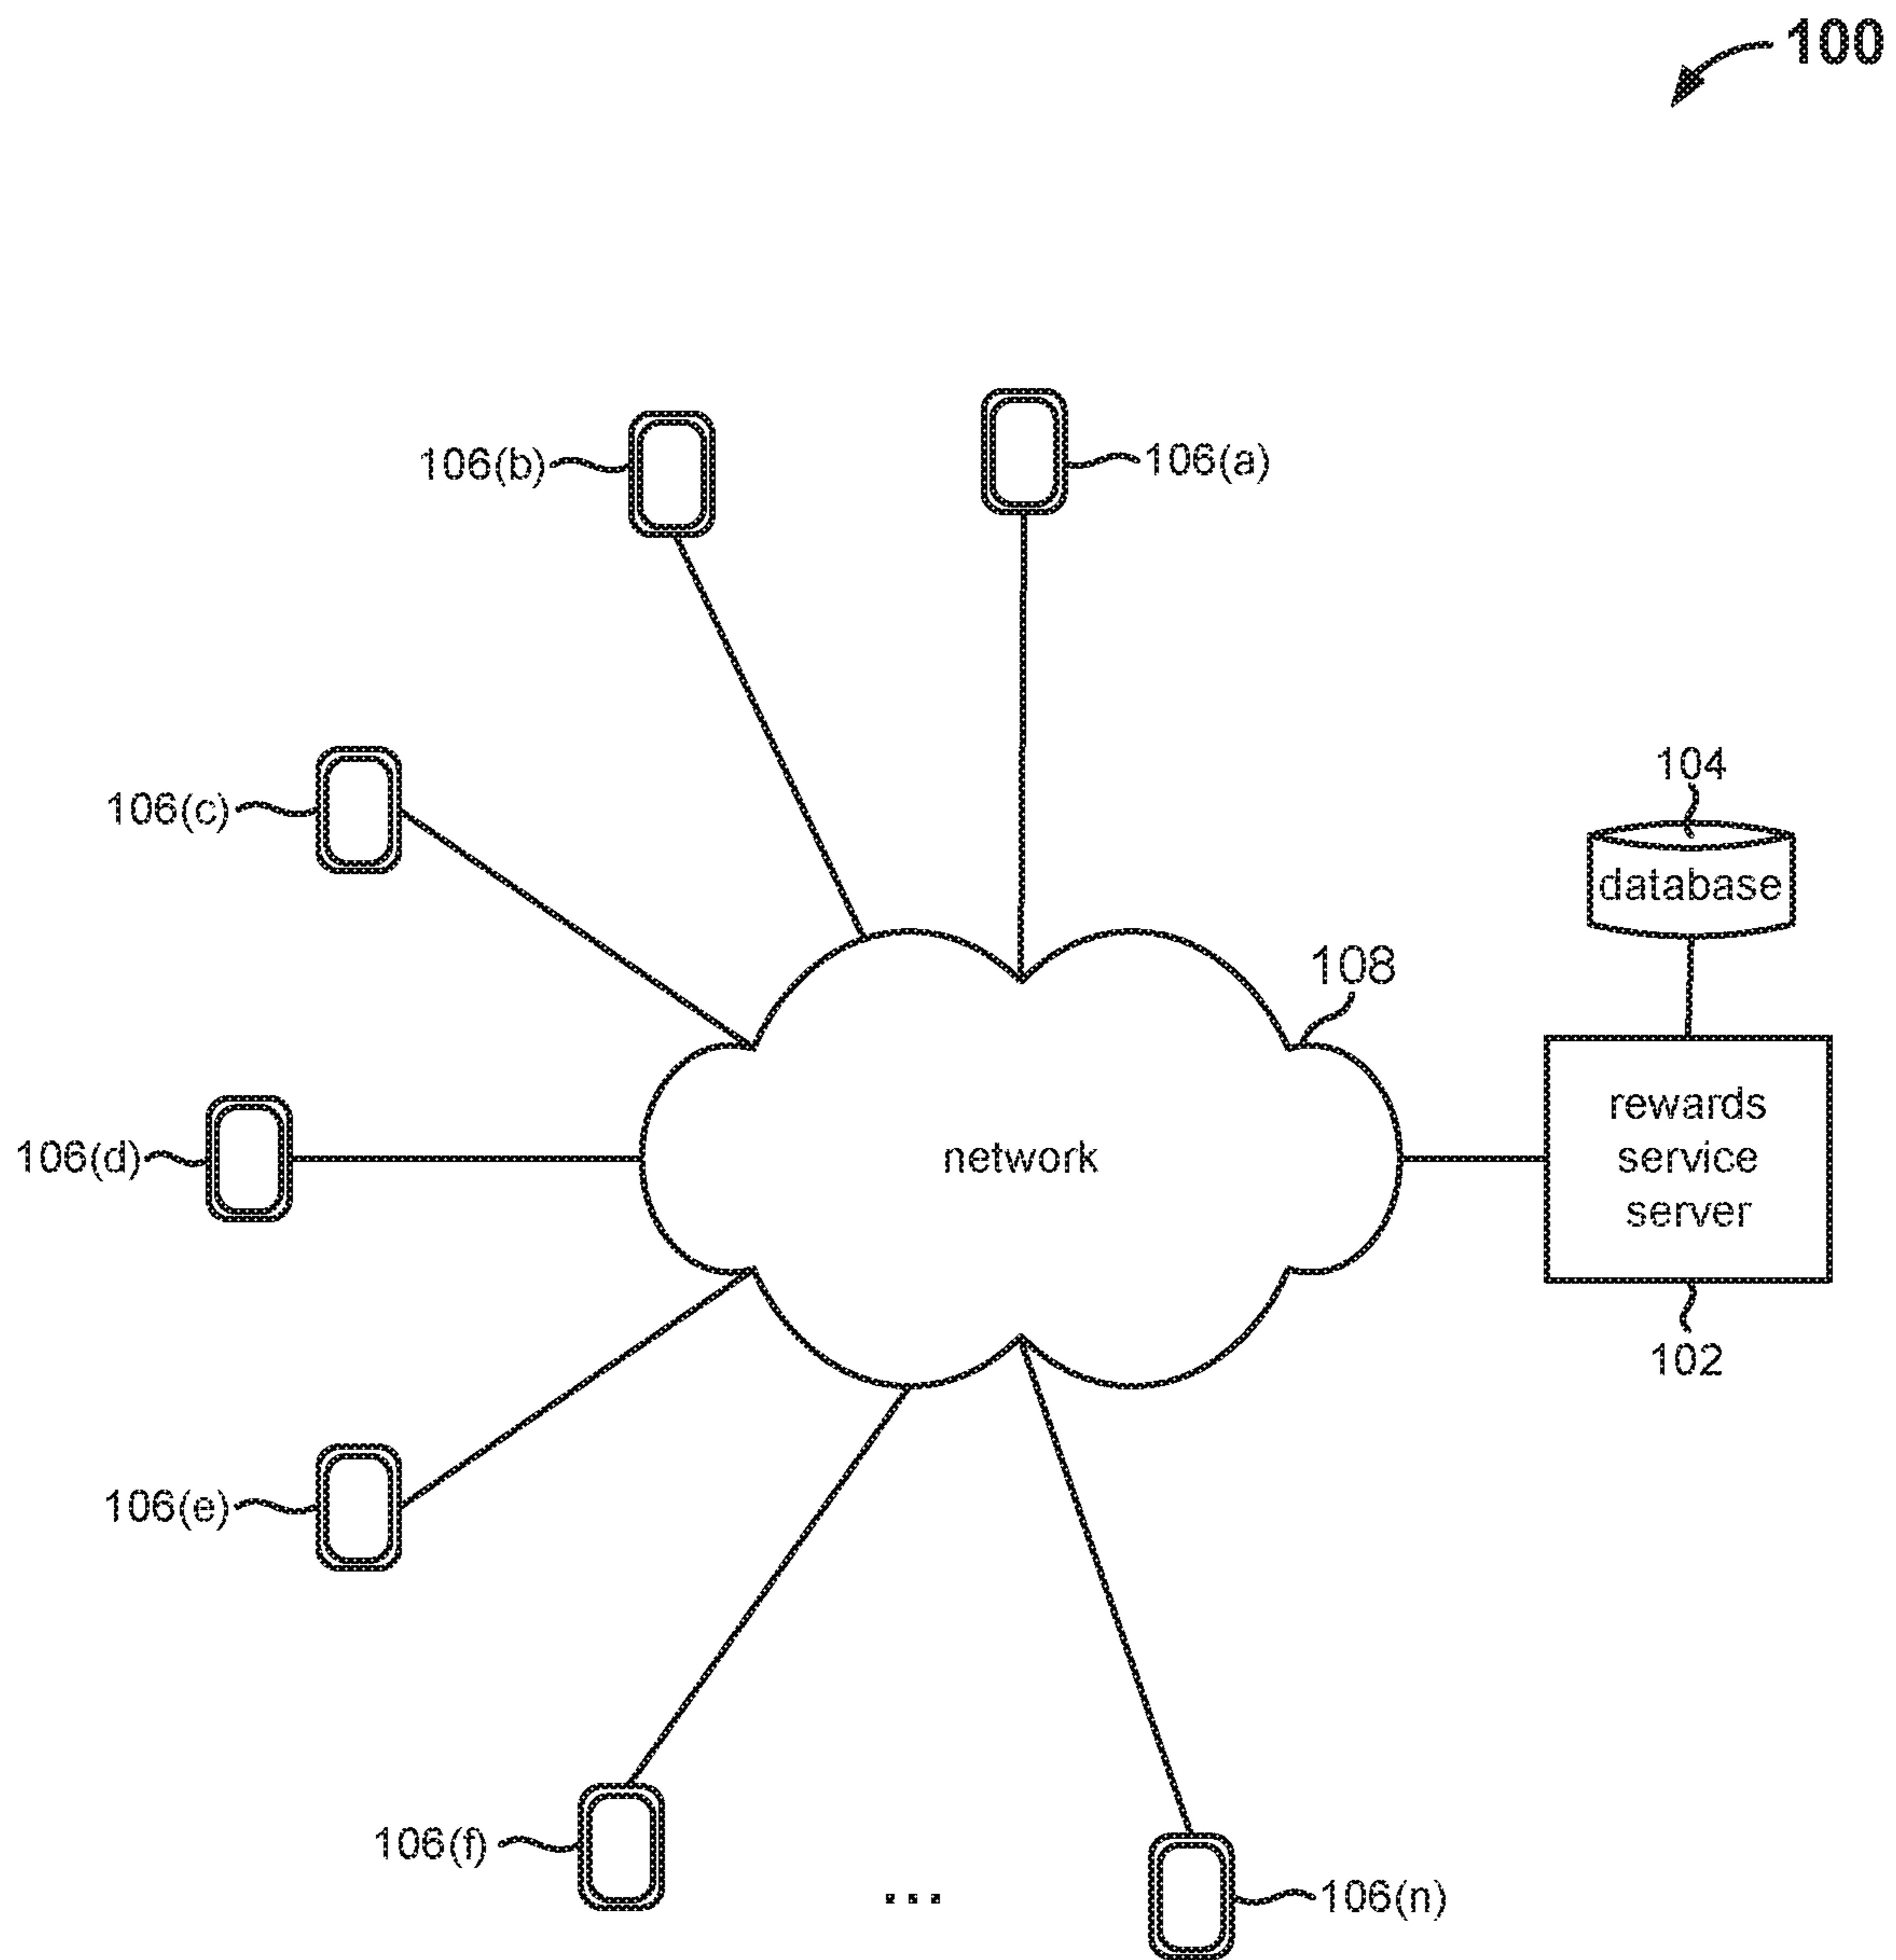 100
106(b)
106(a)
106(c)
104
database
108
106(d)
network
rewards
service
server
102
106(e)
106(f)
...
106(n)